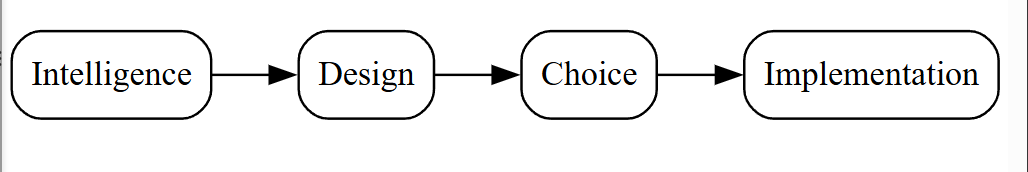 Intelligence
Design
Choice
Implementation